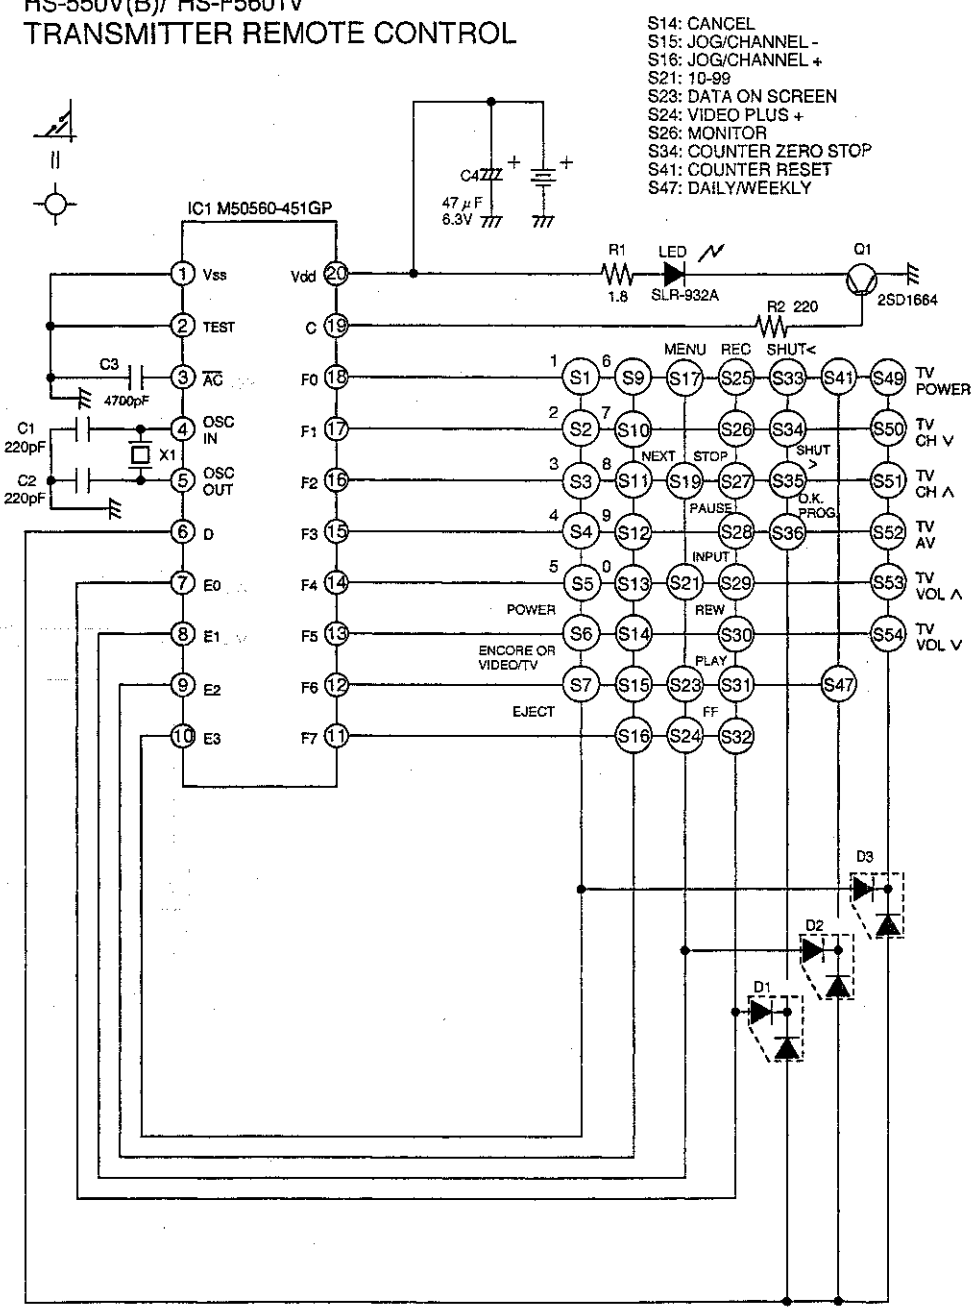 HS-550V(B)/ HS-F560TV
TRANSMITTER REMOTE CONTROL
S14: CANCEL
S15: JOG/CHANNEL -
S16: JOG/CHANNEL +
S21: 10-99
S23: DATA ON SCREEN
S24: VIDEO PLUS +
S26: MONITOR
S34: COUNTER ZERO STOP
S41: COUNTER RESET
S47: DAILY/WEEKLY
C4 + +
47 μF
6.3V
IC1 M50560-451GP
1 Vss Vdd 20
R1 LED Q1
1.8 SLR-932A 2SD1664
2 TEST C 19
R2 220
MENU REC SHUT<
C3
4700pF
3 AC F0 18
1 S1 6 S9 S17 S25 S33 S41 S49 TV
POWER
C1
220pF
4 OSC
IN F1 17
2 S2 7 S10 S26 S34 S50 TV
CH V
X1
NEXT STOP SHUT
>
C2
220pF
5 OSC
OUT F2 16
3 S3 8 S11 S19 S27 S35 S51 TV
CH Λ
PAUSE O.K.
PROG
6 D F3 15
4 S4 9 S12 S28 S36 S52 TV
AV
INPUT
7 E0 F4 14
5 S5 0 S13 S21 S29 S53 TV
VOL Λ
POWER REW
8 E1 F5 13
S6 S14 S30 S54 TV
VOL V
ENCORE OR
VIDEO/TV
PLAY
9 E2 F6 12
S7 S15 S23 S31 S47
EJECT FF
10 E3 F7 11
S16 S24 S32
D3
D2
D1